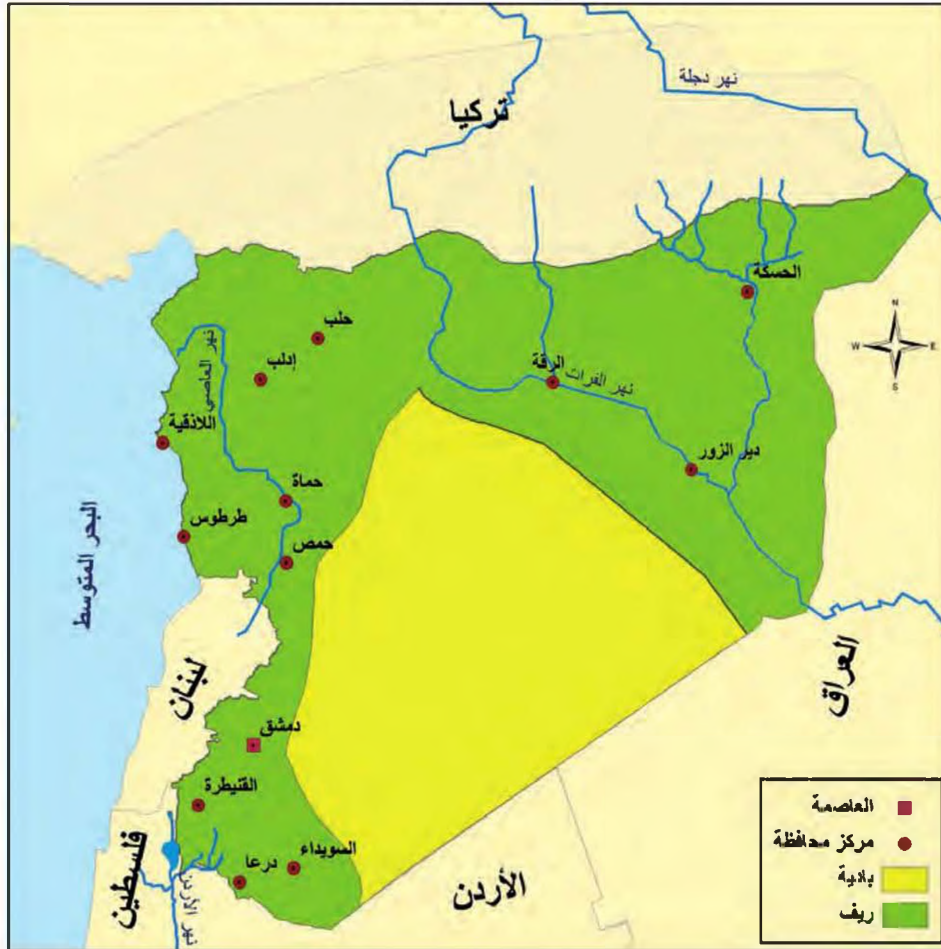 نهر دجلة
تركيا
N
W
E
S
الحسكة
حلب
نهر العاصي
إدلب
الرقة
نهر الفرات
اللاذقية
دير الزور
حماة
طرطوس
حمص
البحر المتوسط
لبنان
العراق
دمشق
القنيطرة
السويداء
درعا
فلسطين
نهر الأردن
الأردن
العاصمة
مركز محافظة
بادية
ريف